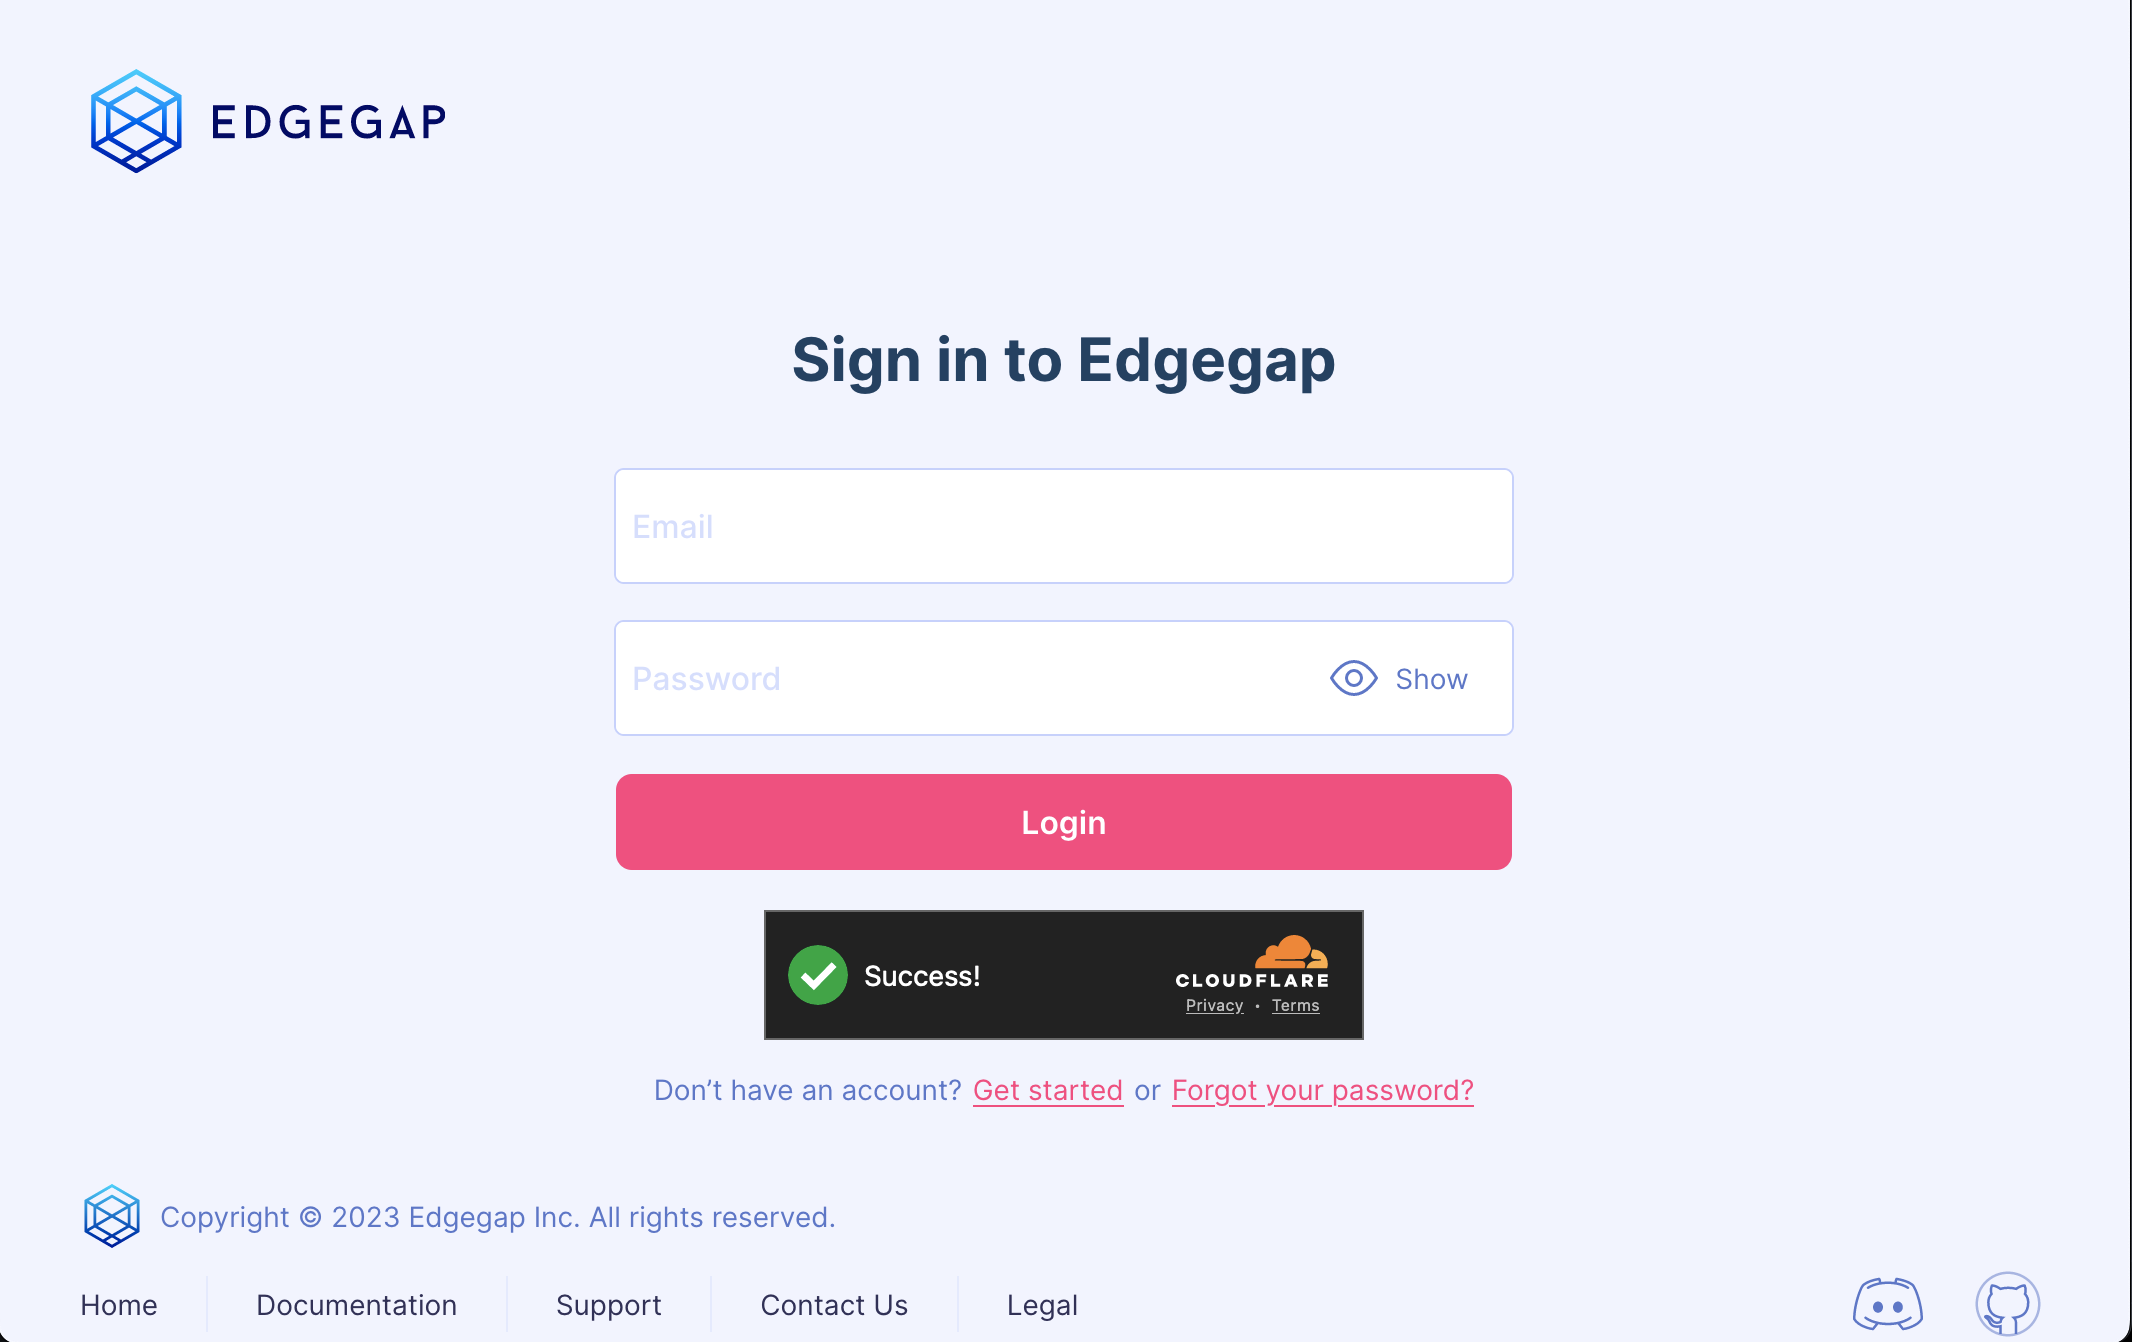 EDGEGAP
Sign in to Edgegap
Email
Password
Show
Login
Success!
CLOUDFLARE
Privacy • Terms
Don’t have an account? Get started or Forgot your password?
Copyright © 2023 Edgegap Inc. All rights reserved.
Home Documentation Support Contact Us Legal